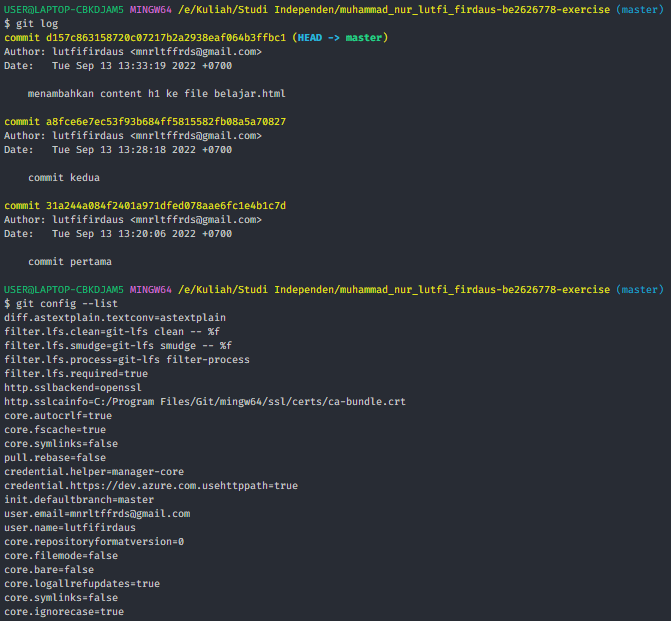 USER@LAPTOP-CBKDJAM5 MINGW64 /e/Kuliah/Studi Independen/muhammad_nur_lutfi_firdaus-be2626778-exercise (master)
$ git log
commit d157c863158720c07217b2a2938eaf064b3ffbc1 (HEAD -> master)
Author: lutfifirdaus <mnrltffrds@gmail.com>
Date:   Tue Sep 13 13:33:19 2022 +0700

    menambahkan content h1 ke file belajar.html

commit a8fce6e7ec53f93b684ff5815582fb08a5a70827
Author: lutfifirdaus <mnrltffrds@gmail.com>
Date:   Tue Sep 13 13:28:18 2022 +0700

    commit kedua

commit 31a244a084f2401a971dfed078aae6fc1e4b1c7d
Author: lutfifirdaus <mnrltffrds@gmail.com>
Date:   Tue Sep 13 13:20:06 2022 +0700

    commit pertama

USER@LAPTOP-CBKDJAM5 MINGW64 /e/Kuliah/Studi Independen/muhammad_nur_lutfi_firdaus-be2626778-exercise (master)
$ git config --list
diff.astextplain.textconv=astextplain
filter.lfs.clean=git-lfs clean -- %f
filter.lfs.smudge=git-lfs smudge -- %f
filter.lfs.process=git-lfs filter-process
filter.lfs.required=true
http.sslbackend=openssl
http.sslcainfo=C:/Program Files/Git/mingw64/ssl/certs/ca-bundle.crt
core.autocrlf=true
core.fscache=true
core.symlinks=false
pull.rebase=false
credential.helper=manager-core
credential.https://dev.azure.com.usehttppath=true
init.defaultbranch=master
user.email=mnrltffrds@gmail.com
user.name=lutfifirdaus
core.repositoryformatversion=0
core.filemode=false
core.bare=false
core.logallrefupdates=true
core.symlinks=false
core.ignorecase=true